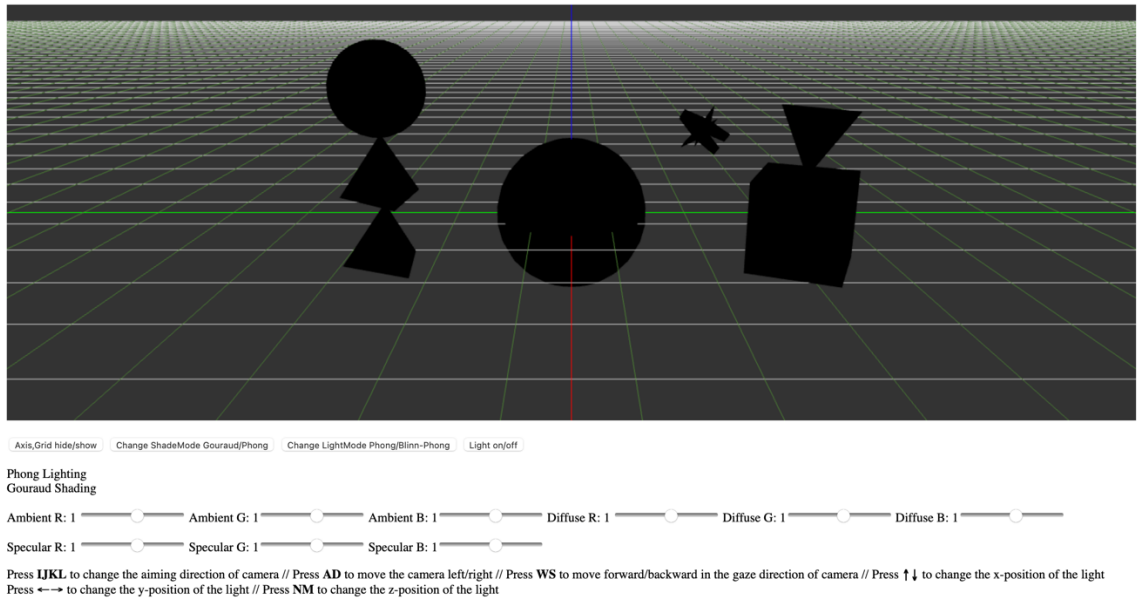 Axis,Grid hide/show Change ShadeMode Gouraud/Phong Change LightMode Phong/Blinn-Phong Light on/off
Phong Lighting
Gouraud Shading
Ambient R: 1 Ambient G: 1 Ambient B: 1 Diffuse R: 1 Diffuse G: 1 Diffuse B: 1
Specular R: 1 Specular G: 1 Specular B: 1
Press IJKL to change the aiming direction of camera // Press AD to move the camera left/right // Press WS to move forward/backward in the gaze direction of camera // Press ↑↓ to change the x-position of the light
Press ←→ to change the y-position of the light // Press NM to change the z-position of the light